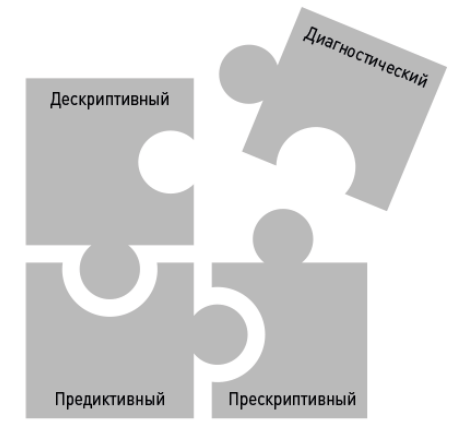 Диагностический
Дескриптивный
Предиктивный
Прескриптивный